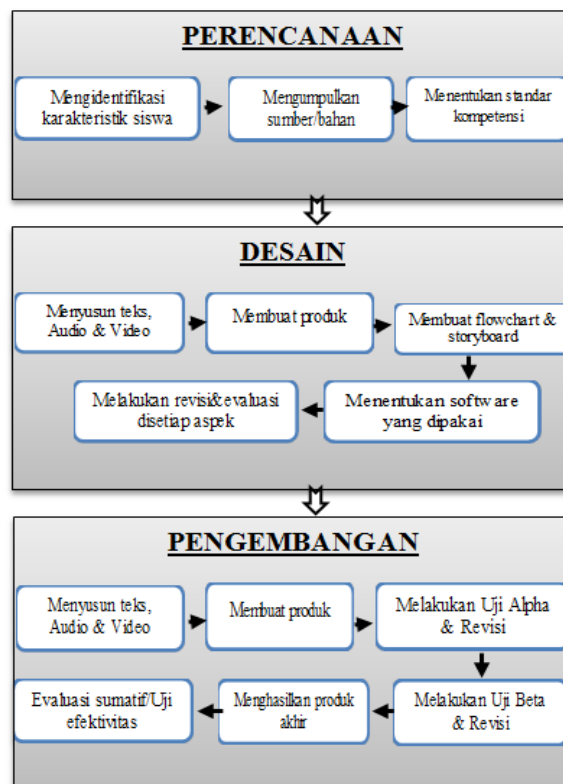 PERENCANAAN
Mengidentifikasi
karakteristik siswa
Mengumpulkan
sumber/bahan
Menentukan standar
kompetensi
DESAIN
Menyusun teks,
Audio & Video
Membuat produk
Membuat flowchart &
storyboard
Menentukan software
yang dipakai
Melakukan revisi&evaluasi
disetiap aspek
PENGEMBANGAN
Menyusun teks,
Audio & Video
Membuat produk
Melakukan Uji Alpha
& Revisi
Melakukan Uji Beta
& Revisi
Menghasilkan produk
akhir
Evaluasi sumatif/Uji
efektivitas